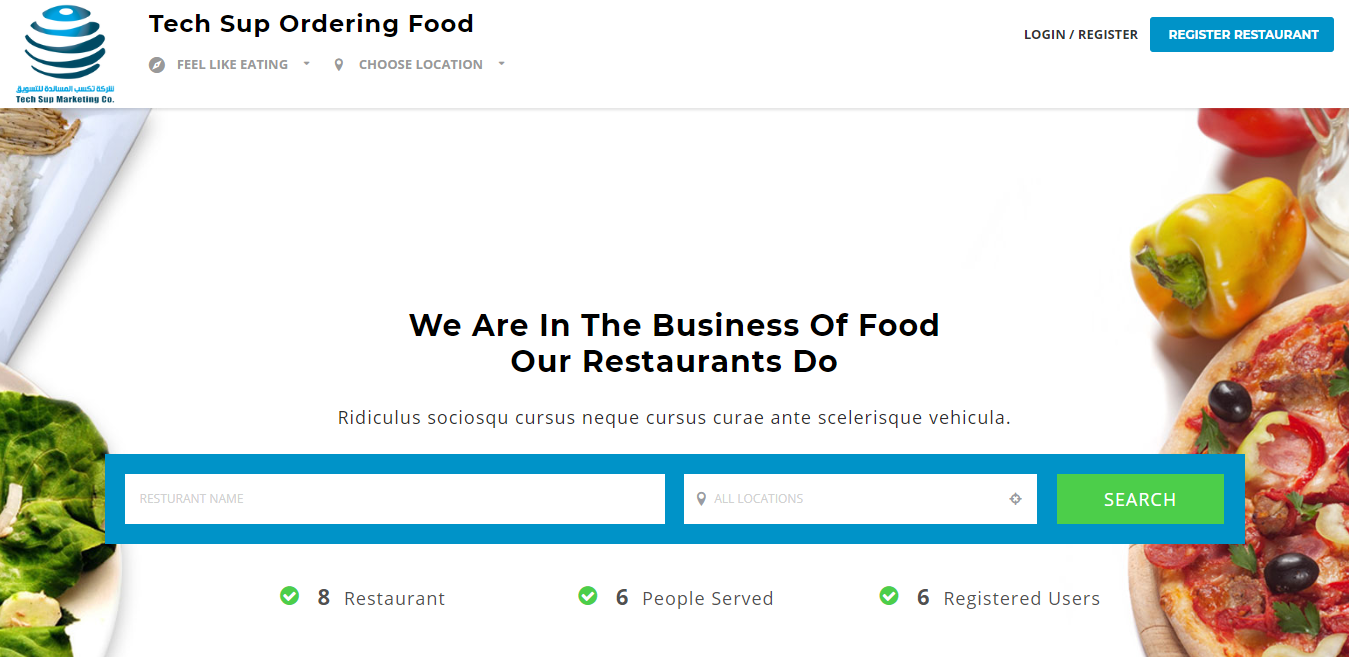 شركة تكسب المساندة للتسويق
Tech Sup Marketing Co.
Tech Sup Ordering Food
FEEL LIKE EATING
CHOOSE LOCATION
LOGIN / REGISTER
REGISTER RESTAURANT
We Are In The Business Of Food
Our Restaurants Do
Ridiculus sociosqu cursus neque cursus curae ante scelerisque vehicula.
RESTURANT NAME
ALL LOCATIONS
SEARCH
8 Restaurant
6 People Served
6 Registered Users